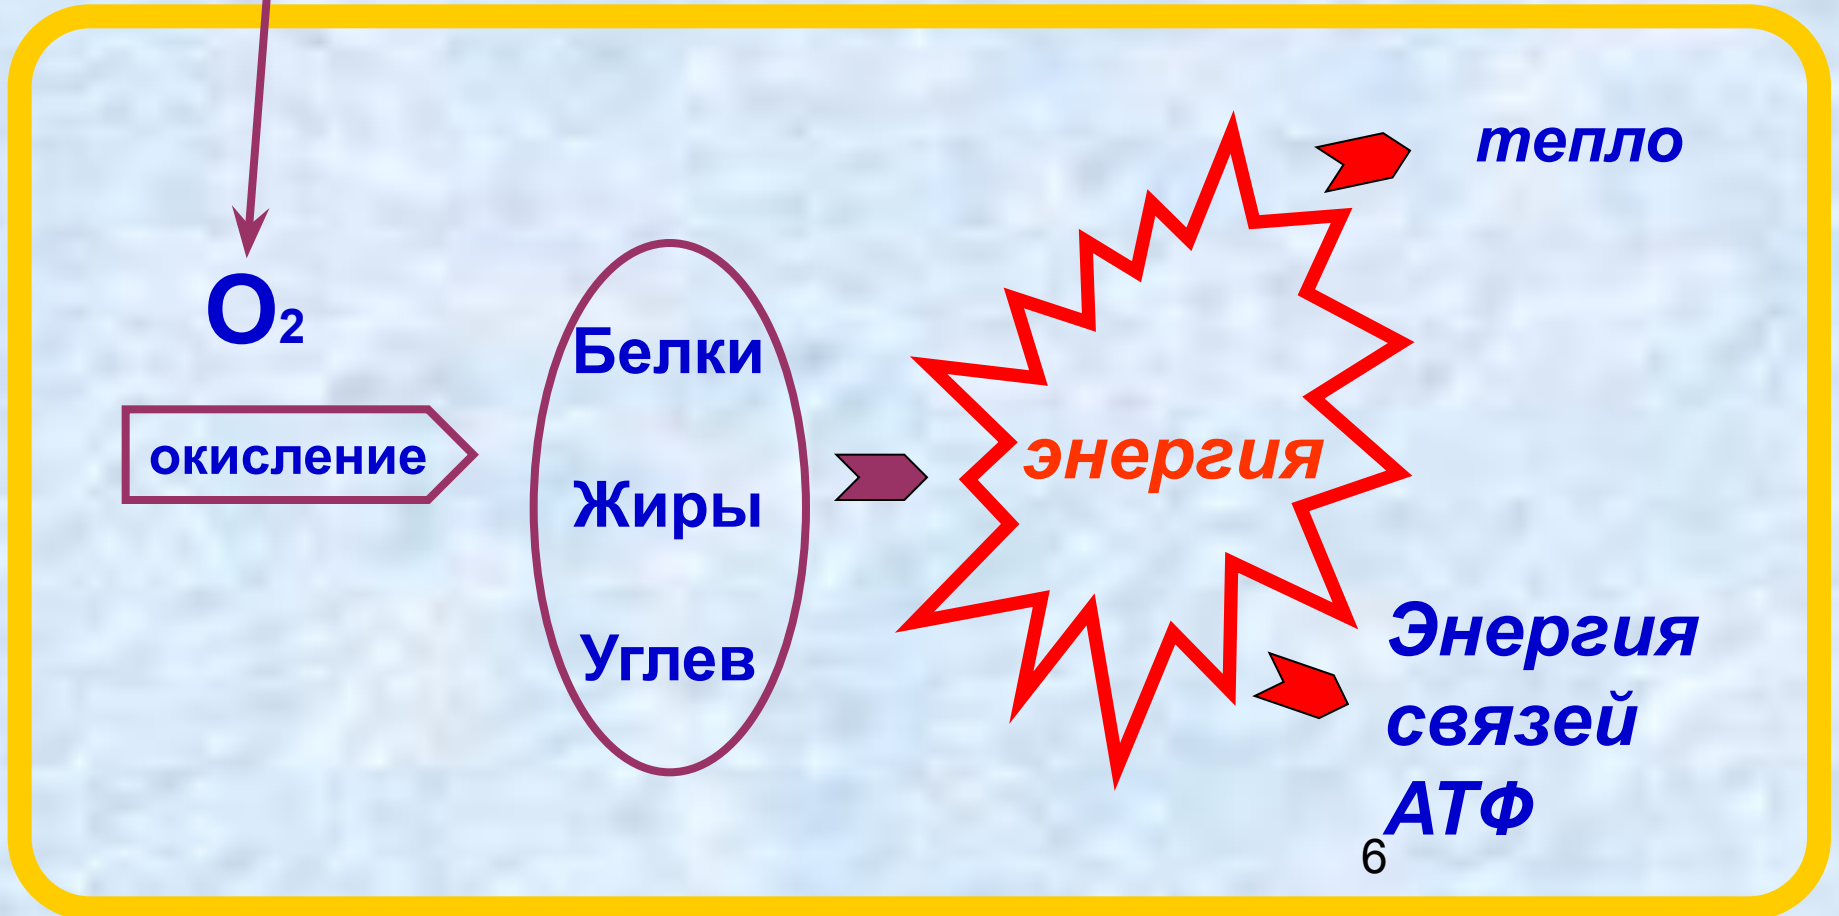 O2
окисление
Белки
Жиры
Углев
энергия
тепло
Энергия
связей
АТФ
6